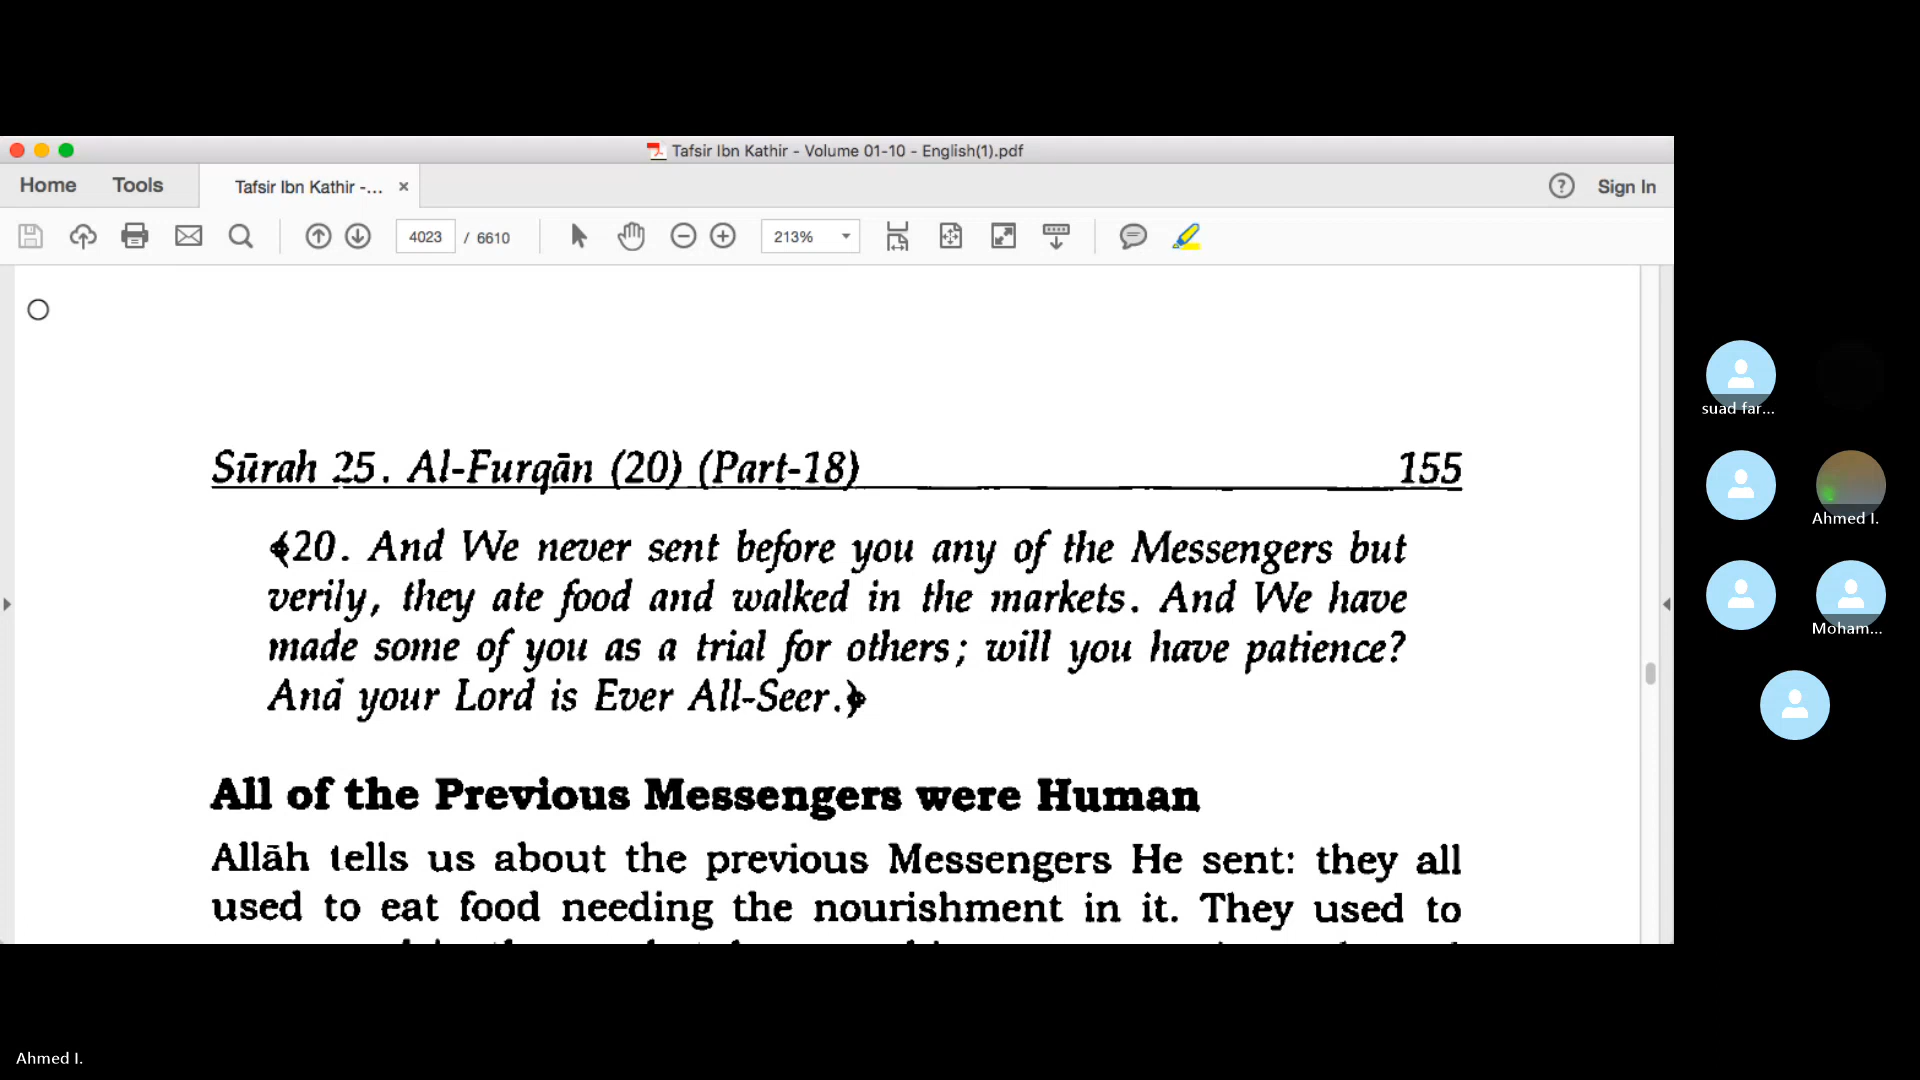 Tafsir Ibn Kathir - Volume 01-10 - English(1).pdf
Home
Tools
Tafsir Ibn Kathir -...
Sign In
4023 / 6610
213%
Sūrah 25. Al-Furqān (20) (Part-18) 155
﴾20. And We never sent before you any of the Messengers but
verily, they ate food and walked in the markets. And We have
made some of you as a trial for others; will you have patience?
And your Lord is Ever All-Seer.﴿
All of the Previous Messengers were Human
Allāh tells us about the previous Messengers He sent: they all
used to eat food needing the nourishment in it. They used to
suad far...
Ahmed I.
Moham...
Ahmed I.